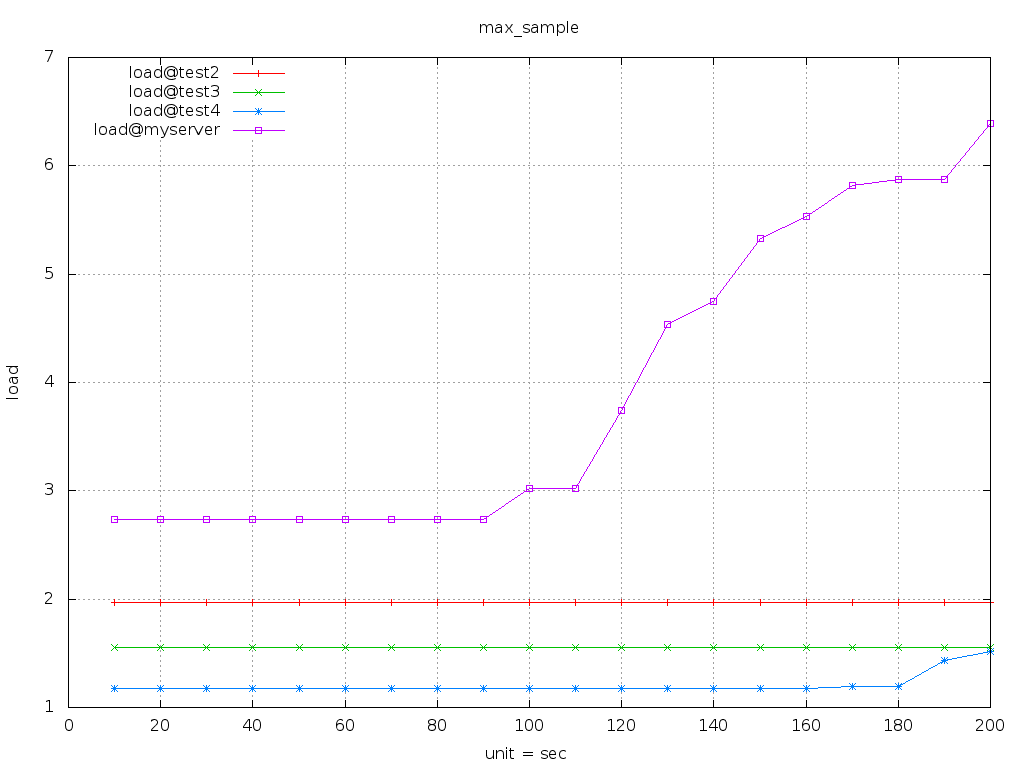 max_sample
load@test2
load@test3
load@test4
load@myserver
7
6
5
4
3
2
1
load
0 20 40 60 80 100 120 140 160 180 200
unit = sec